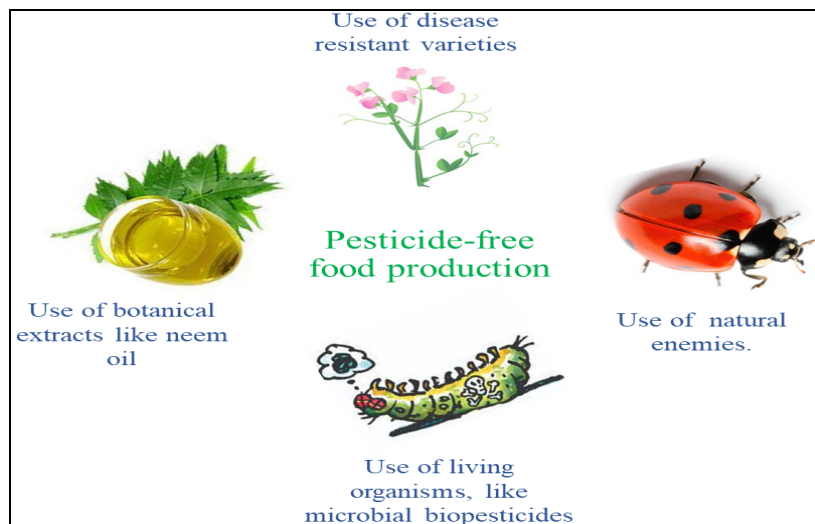 Use of disease
resistant varieties
Pesticide-free
food production
Use of botanical
extracts like neem
oil
Use of natural
enemies.
Use of living
organisms, like
microbial biopesticides